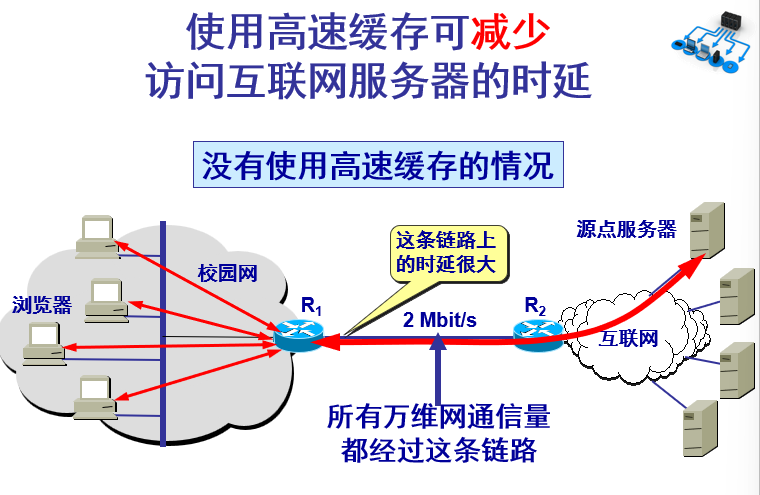 使用高速缓存可减少
访问互联网服务器的时延
没有使用高速缓存的情况
这条链路上
的时延很大
源点服务器
校园网
浏览器
R1
2 Mbit/s
R2
互联网
所有万维网通信量
都经过这条链路